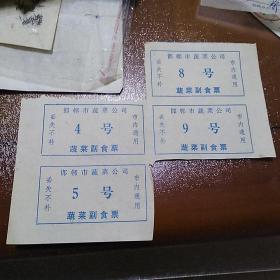 邯郸市蔬菜公司
丢失不补
4 号
市内通用
蔬菜副食票
邯郸市蔬菜公司
丢失不补
5 号
市内通用
蔬菜副食票
邯郸市蔬菜公司
丢失不补
8 号
市内通用
蔬菜副食票
邯郸市蔬菜公司
丢失不补
9 号
市内通用
蔬菜副食票